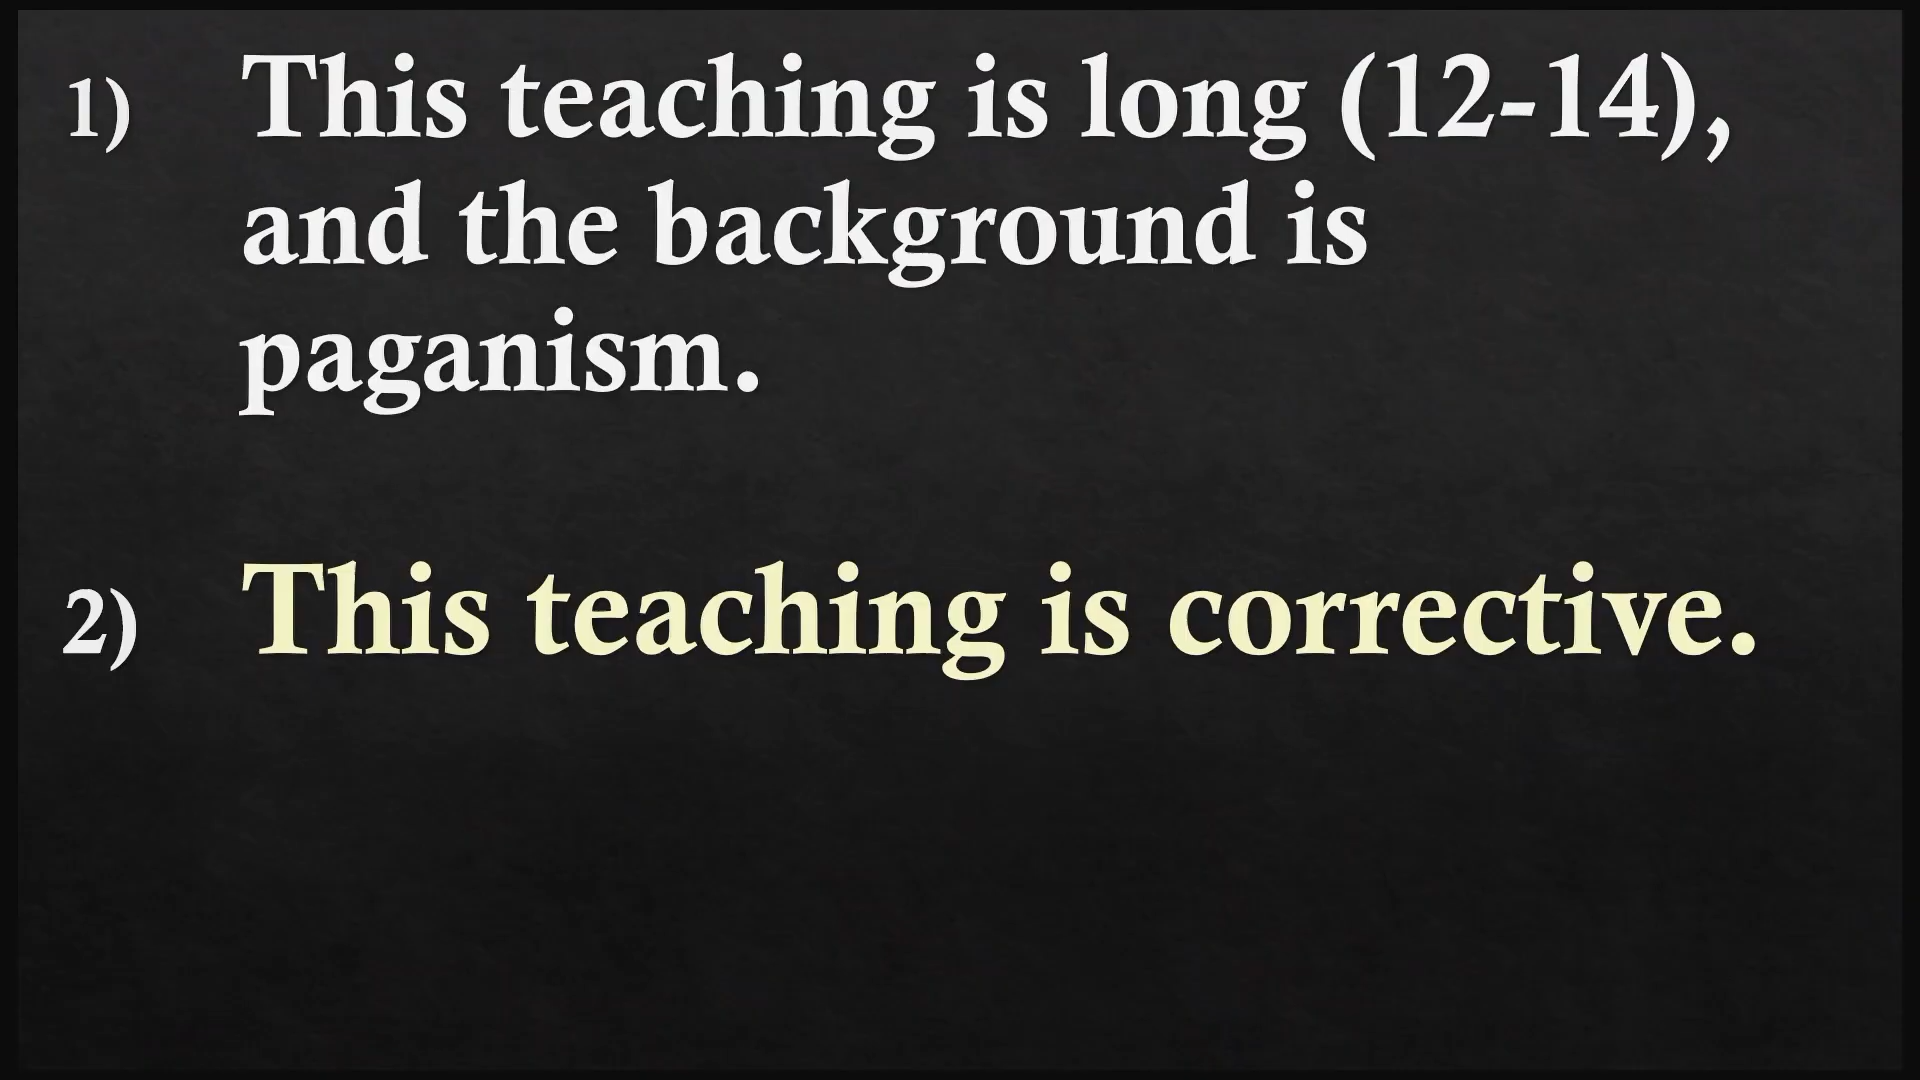 1) This teaching is long (12-14),
and the background is
paganism.
2) This teaching is corrective.